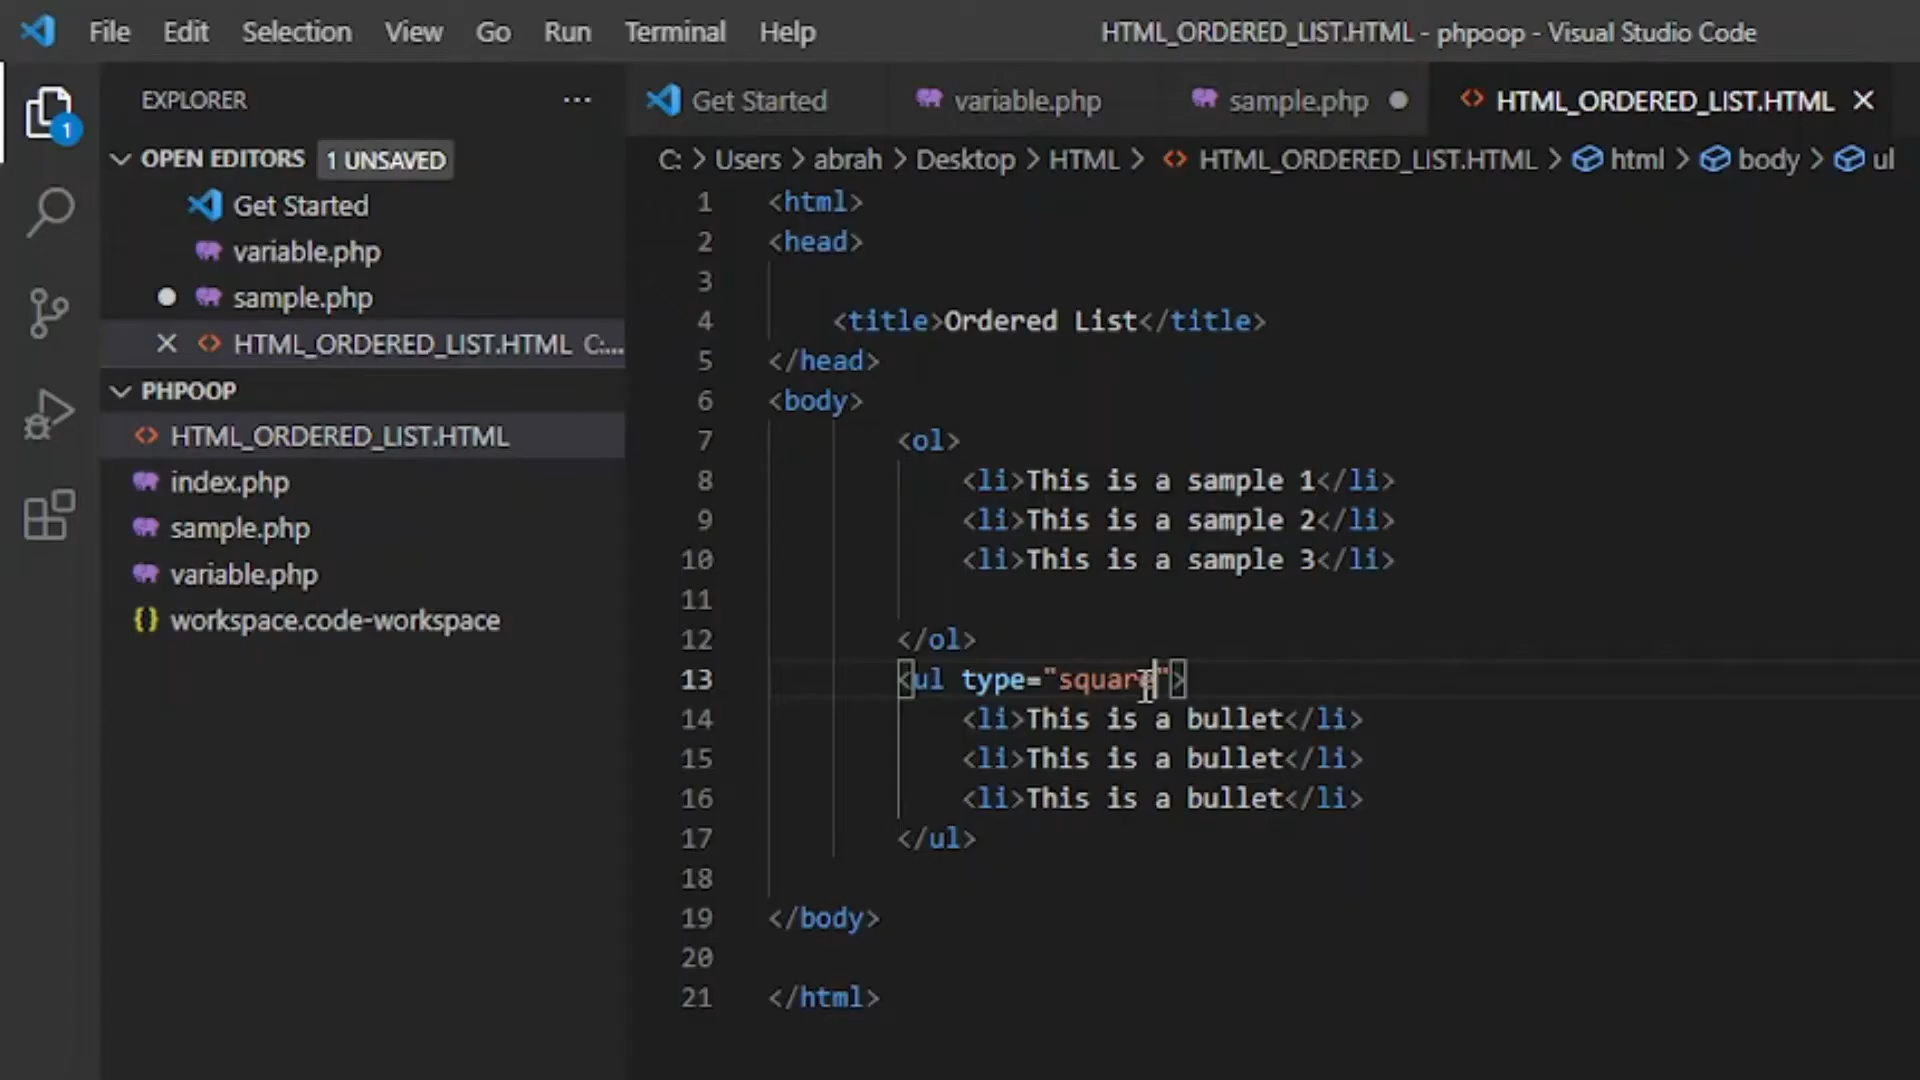 File Edit Selection View Go Run Terminal Help HTML_ORDERED_LIST.HTML - phpoop - Visual Studio Code
EXPLORER ...
1
OPEN EDITORS 1 UNSAVED
Get Started
variable.php
sample.php
HTML_ORDERED_LIST.HTML C:...
PHPOOP
HTML_ORDERED_LIST.HTML
index.php
sample.php
variable.php
workspace.code-workspace
Get Started variable.php sample.php HTML_ORDERED_LIST.HTML
C: > Users > abrah > Desktop > HTML > HTML_ORDERED_LIST.HTML > html > body > ul
1 <html>
2 <head>
3
4 <title>Ordered List</title>
5 </head>
6 <body>
7 <ol>
8 <li>This is a sample 1</li>
9 <li>This is a sample 2</li>
10 <li>This is a sample 3</li>
11
12 </ol>
13 <ul type="square">
14 <li>This is a bullet</li>
15 <li>This is a bullet</li>
16 <li>This is a bullet</li>
17 </ul>
18
19 </body>
20
21 </html>